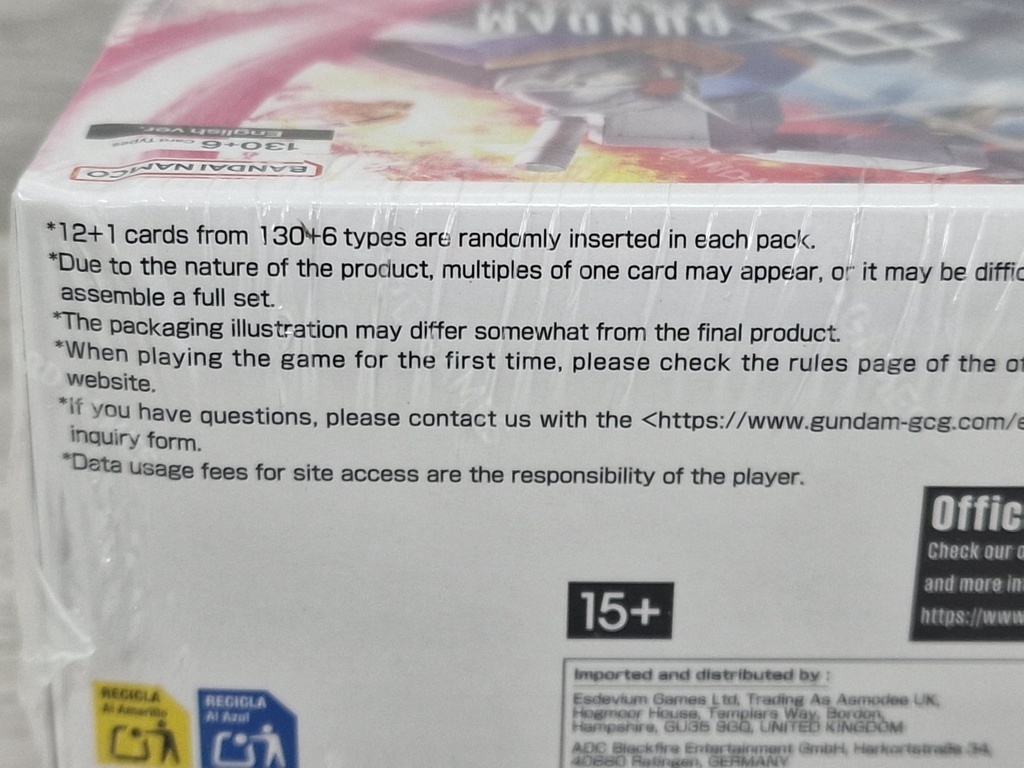 GUNDAM
English ver.
130+6 Card Types
BANDAI NAMCO
*12+1 cards from 130+6 types are randomly inserted in each pack.
*Due to the nature of the product, multiples of one card may appear, or it may be
assemble a full set.
*The packaging illustration may differ somewhat from the final product.
*When playing the game for the first time, please check the rules page of the
website.
*If you have questions, please contact us with the <https://www.gundam-gcg.com/e
inquiry form.
*Data usage fees for site access are the responsibility of the player.
Offic
Check our o
and more in
https://www
15+
Imported and distributed by :
Esdevium Games Ltd, Trading As Asmodee UK,
Hogmoor House, Templars Way, Bordon,
Hampshire, GU35 9GQ, UNITED KINGDOM
ADC Blackfire Entertainment GmbH, Harkortstraße 34,
40880 Ratingen, GERMANY
RECICLA
Al Amarillo
RECICLA
Al Azul